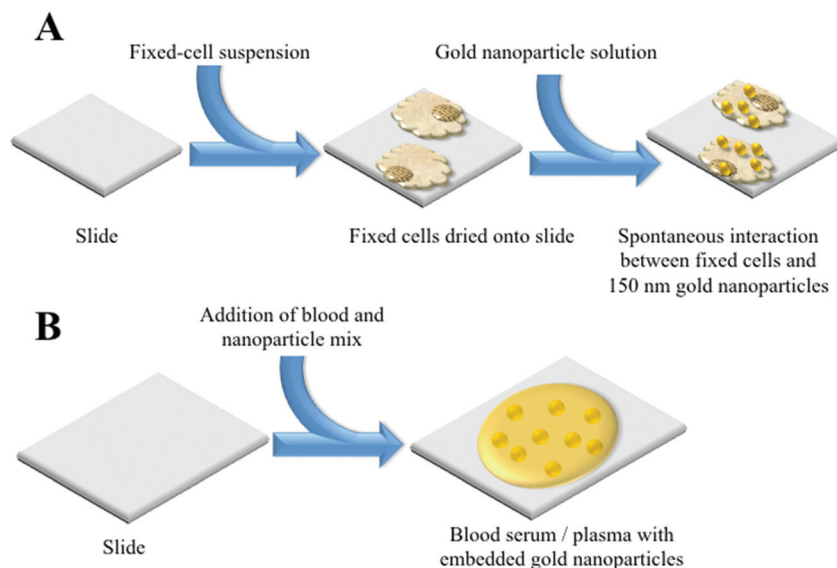 A
Fixed-cell suspension
Gold nanoparticle solution
Slide
Fixed cells dried onto slide
Spontaneous interaction
between fixed cells and
150 nm gold nanoparticles
B
Addition of blood and
nanoparticle mix
Slide
Blood serum / plasma with
embedded gold nanoparticles